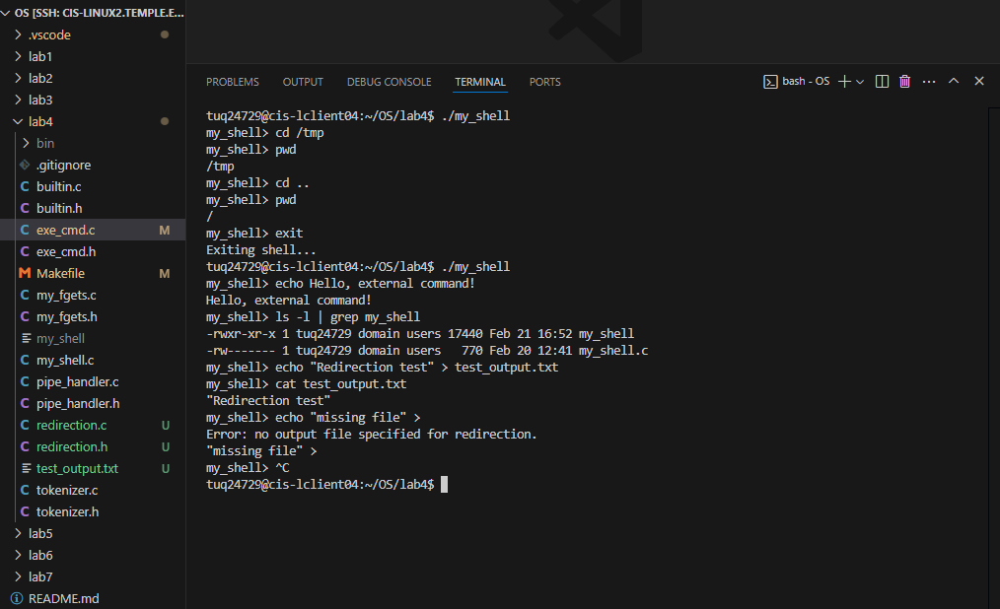 OS [SSH: CIS-LINUX2.TEMPLE.E...
.vscode
lab1
lab2
lab3
lab4
bin
.gitignore
C builtin.c
C builtin.h
C exe_cmd.c M
C exe_cmd.h
M Makefile M
C my_fgets.c
C my_fgets.h
my_shell
C my_shell.c
C pipe_handler.c
C pipe_handler.h
C redirection.c U
C redirection.h U
test_output.txt U
C tokenizer.c
C tokenizer.h
lab5
lab6
lab7
README.md
PROBLEMS OUTPUT DEBUG CONSOLE TERMINAL PORTS bash - OS
tuq24729@cis-lclient04:~/OS/lab4$ ./my_shell
my_shell> cd /tmp
my_shell> pwd
/tmp
my_shell> cd ..
my_shell> pwd
/
my_shell> exit
Exiting shell...
tuq24729@cis-lclient04:~/OS/lab4$ ./my_shell
my_shell> echo Hello, external command!
Hello, external command!
my_shell> ls -l | grep my_shell
-rwxr-xr-x 1 tuq24729 domain users 17440 Feb 21 16:52 my_shell
-rw------- 1 tuq24729 domain users   770 Feb 20 12:41 my_shell.c
my_shell> echo "Redirection test" > test_output.txt
my_shell> cat test_output.txt
"Redirection test"
my_shell> echo "missing file" >
Error: no output file specified for redirection.
"missing file" >
my_shell> ^C
tuq24729@cis-lclient04:~/OS/lab4$